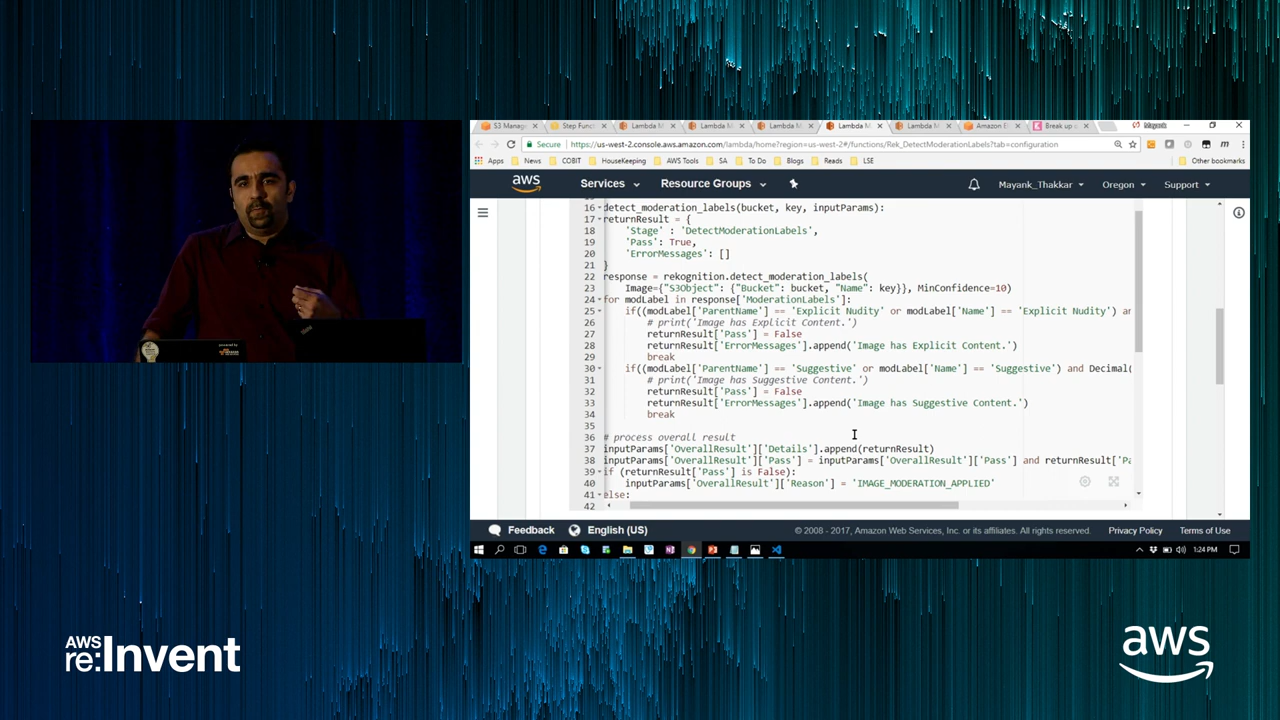 S3 Manag
Step Funct
Lambda M
Lambda M
Lambda M
Lambda M
Lambda M
Amazon E
Break up
Mayank
Secure
https://us-west-2.console.aws.amazon.com/lambda/home?region=us-west-2#/functions/Rek_DetectModerationLabels?tab=configuration
Apps News COBIT HouseKeeping AWS Tools SA To Do Blogs Reads LSE Other bookmarks
aws Services Resource Groups Mayank_Thakkar Oregon Support
16 detect_moderation_labels(bucket, key, inputParams):
17 returnResult = {
18 'Stage' : 'DetectModerationLabels',
19 'Pass': True,
20 'ErrorMessages': []
21 }
22 response = rekognition.detect_moderation_labels(
23 Image={"S3Object": {"Bucket": bucket, "Name": key}}, MinConfidence=10)
24 for modLabel in response['ModerationLabels']:
25 if((modLabel['ParentName'] == 'Explicit Nudity' or modLabel['Name'] == 'Explicit Nudity') an
26 # print('Image has Explicit Content.')
27 returnResult['Pass'] = False
28 returnResult['ErrorMessages'].append('Image has Explicit Content.')
29 break
30 if((modLabel['ParentName'] == 'Suggestive' or modLabel['Name'] == 'Suggestive') and Decimal(
31 # print('Image has Suggestive Content.')
32 returnResult['Pass'] = False
33 returnResult['ErrorMessages'].append('Image has Suggestive Content.')
34 break
35
36 # process overall result
37 inputParams['OverallResult']['Details'].append(returnResult)
38 inputParams['OverallResult']['Pass'] = inputParams['OverallResult']['Pass'] and returnResult['Pa
39 if (returnResult['Pass'] is False):
40 inputParams['OverallResult']['Reason'] = 'IMAGE_MODERATION_APPLIED'
41 else:
42
Feedback English (US) © 2008 - 2017, Amazon Web Services, Inc. or its affiliates. All rights reserved. Privacy Policy Terms of Use
1:24 PM
AWS
re:Invent
aws